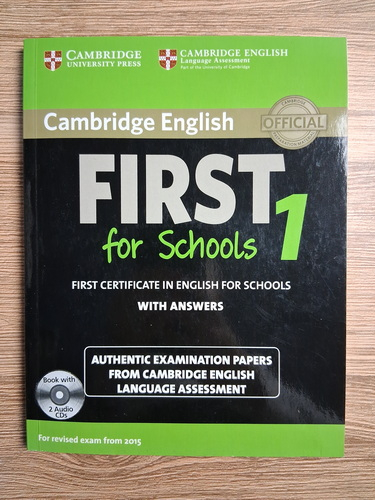 CAMBRIDGE
UNIVERSITY PRESS
CAMBRIDGE ENGLISH
Language Assessment
Part of the University of Cambridge
Cambridge English
OFFICIAL
FIRST
for Schools 1
FIRST CERTIFICATE IN ENGLISH FOR SCHOOLS
WITH ANSWERS
AUTHENTIC EXAMINATION PAPERS
FROM CAMBRIDGE ENGLISH
LANGUAGE ASSESSMENT
Book with
2 Audio
CDs
For revised exam from 2015